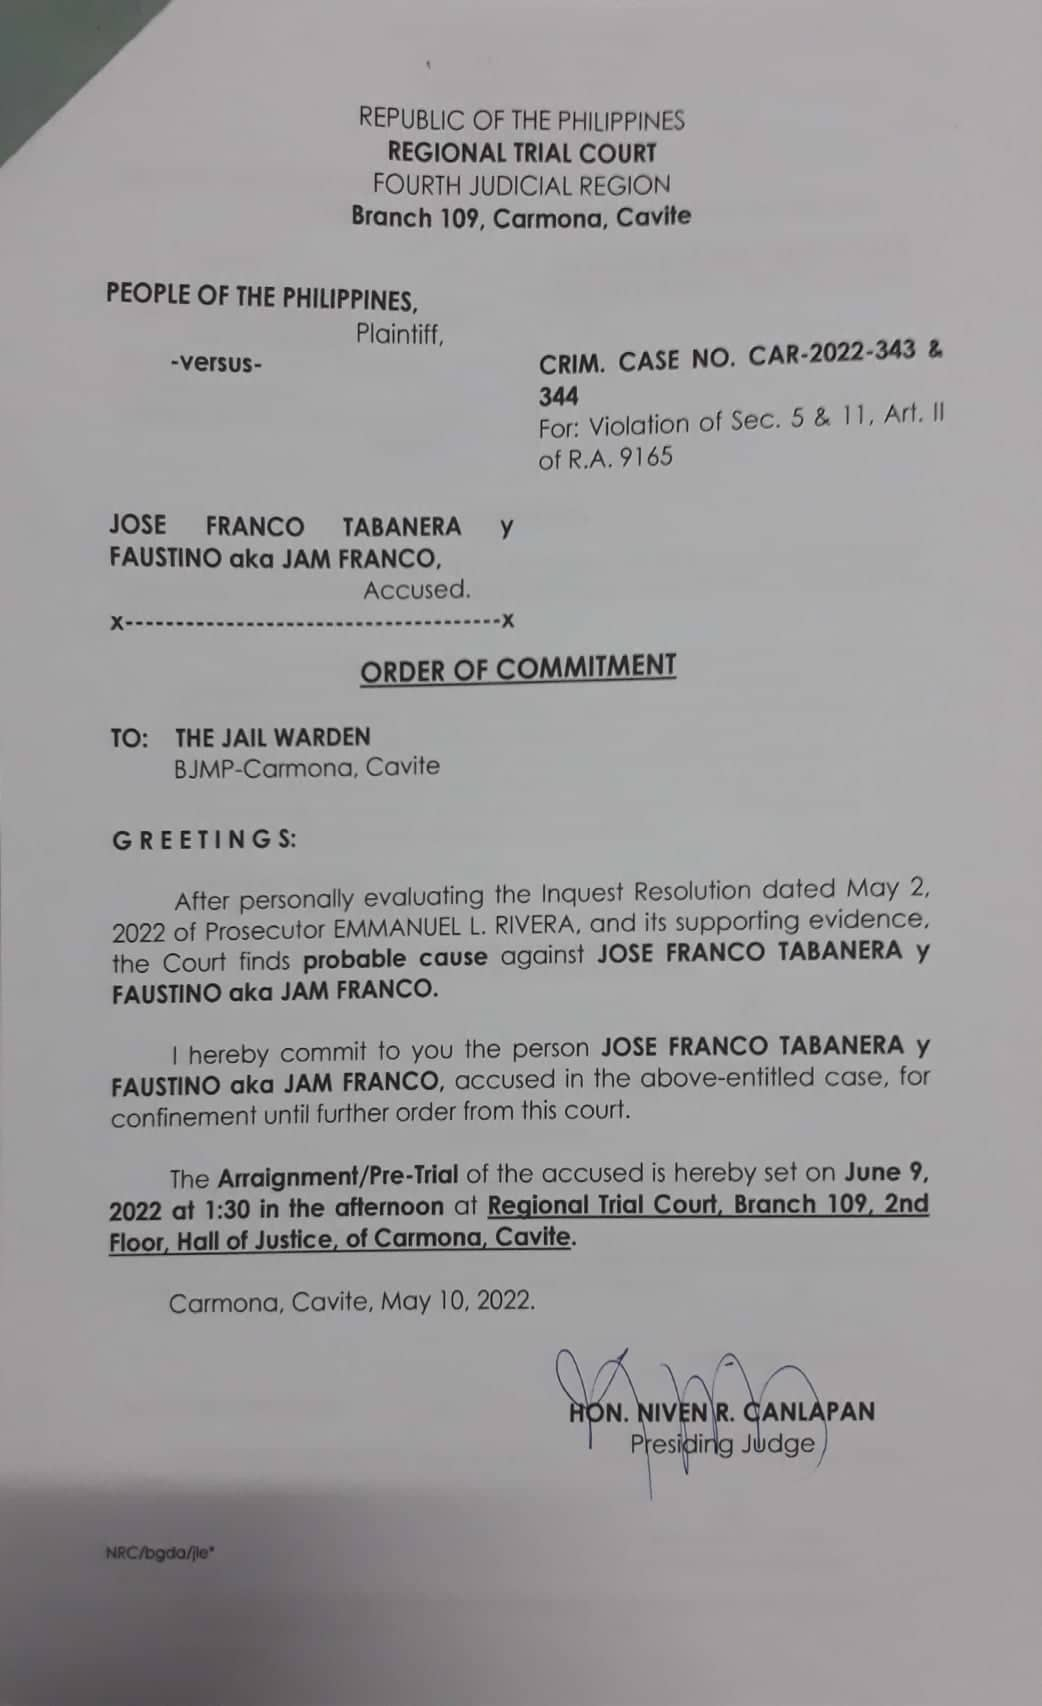 REPUBLIC OF THE PHILIPPINES
REGIONAL TRIAL COURT
FOURTH JUDICIAL REGION
Branch 109, Carmona, Cavite
PEOPLE OF THE PHILIPPINES,
Plaintiff,
-versus-
CRIM. CASE NO. CAR-2022-343 &
344
For: Violation of Sec. 5 & 11, Art. II
of R.A. 9165
JOSE FRANCO TABANERA y
FAUSTINO aka JAM FRANCO,
Accused.
x-------------------------------------x
ORDER OF COMMITMENT
TO: THE JAIL WARDEN
BJMP-Carmona, Cavite
G R E E T I N G S:
After personally evaluating the Inquest Resolution dated May 2,
2022 of Prosecutor EMMANUEL L. RIVERA, and its supporting evidence,
the Court finds probable cause against JOSE FRANCO TABANERA y
FAUSTINO aka JAM FRANCO.
I hereby commit to you the person JOSE FRANCO TABANERA y
FAUSTINO aka JAM FRANCO, accused in the above-entitled case, for
confinement until further order from this court.
The Arraignment/Pre-Trial of the accused is hereby set on June 9,
2022 at 1:30 in the afternoon at Regional Trial Court, Branch 109, 2nd
Floor, Hall of Justice, of Carmona, Cavite.
Carmona, Cavite, May 10, 2022.
HON. NIVEN R. CANLAPAN
Presiding Judge
NRC/bgda/jle*